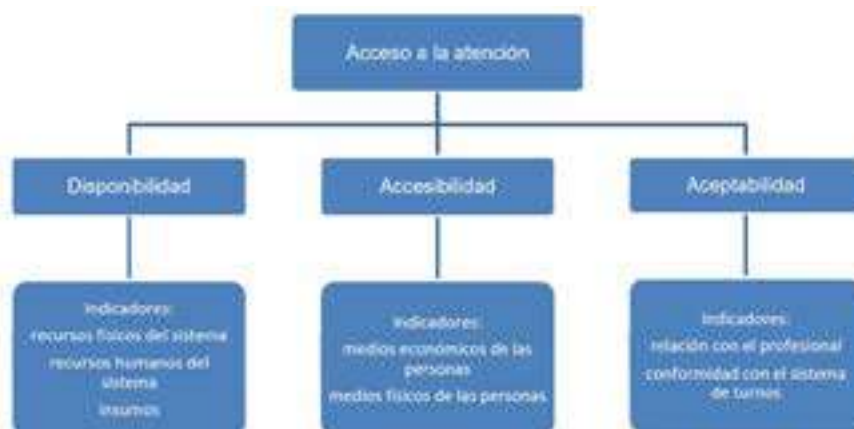 Acceso a la atención
Disponibilidad
Accesibilidad
Aceptabilidad
Indicadores:
recursos físicos del sistema
recursos humanos del
sistema
insumos
Indicadores:
medios económicos de las
personas
medios físicos de las personas
Indicadores:
relación con el profesional
conformidad con el sistema
de turnos